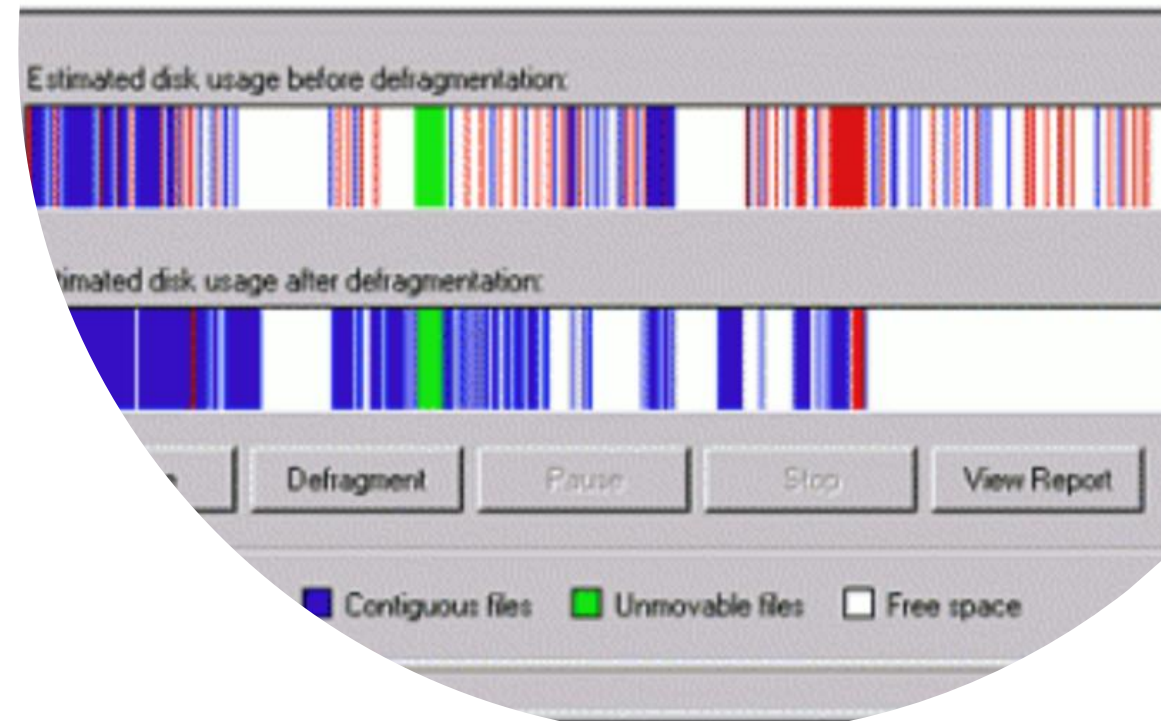 Estimated disk usage before defragmentation:
timated disk usage after defragmentation:
Defragment Pause Stop View Report
Contiguous files Unmovable files Free space